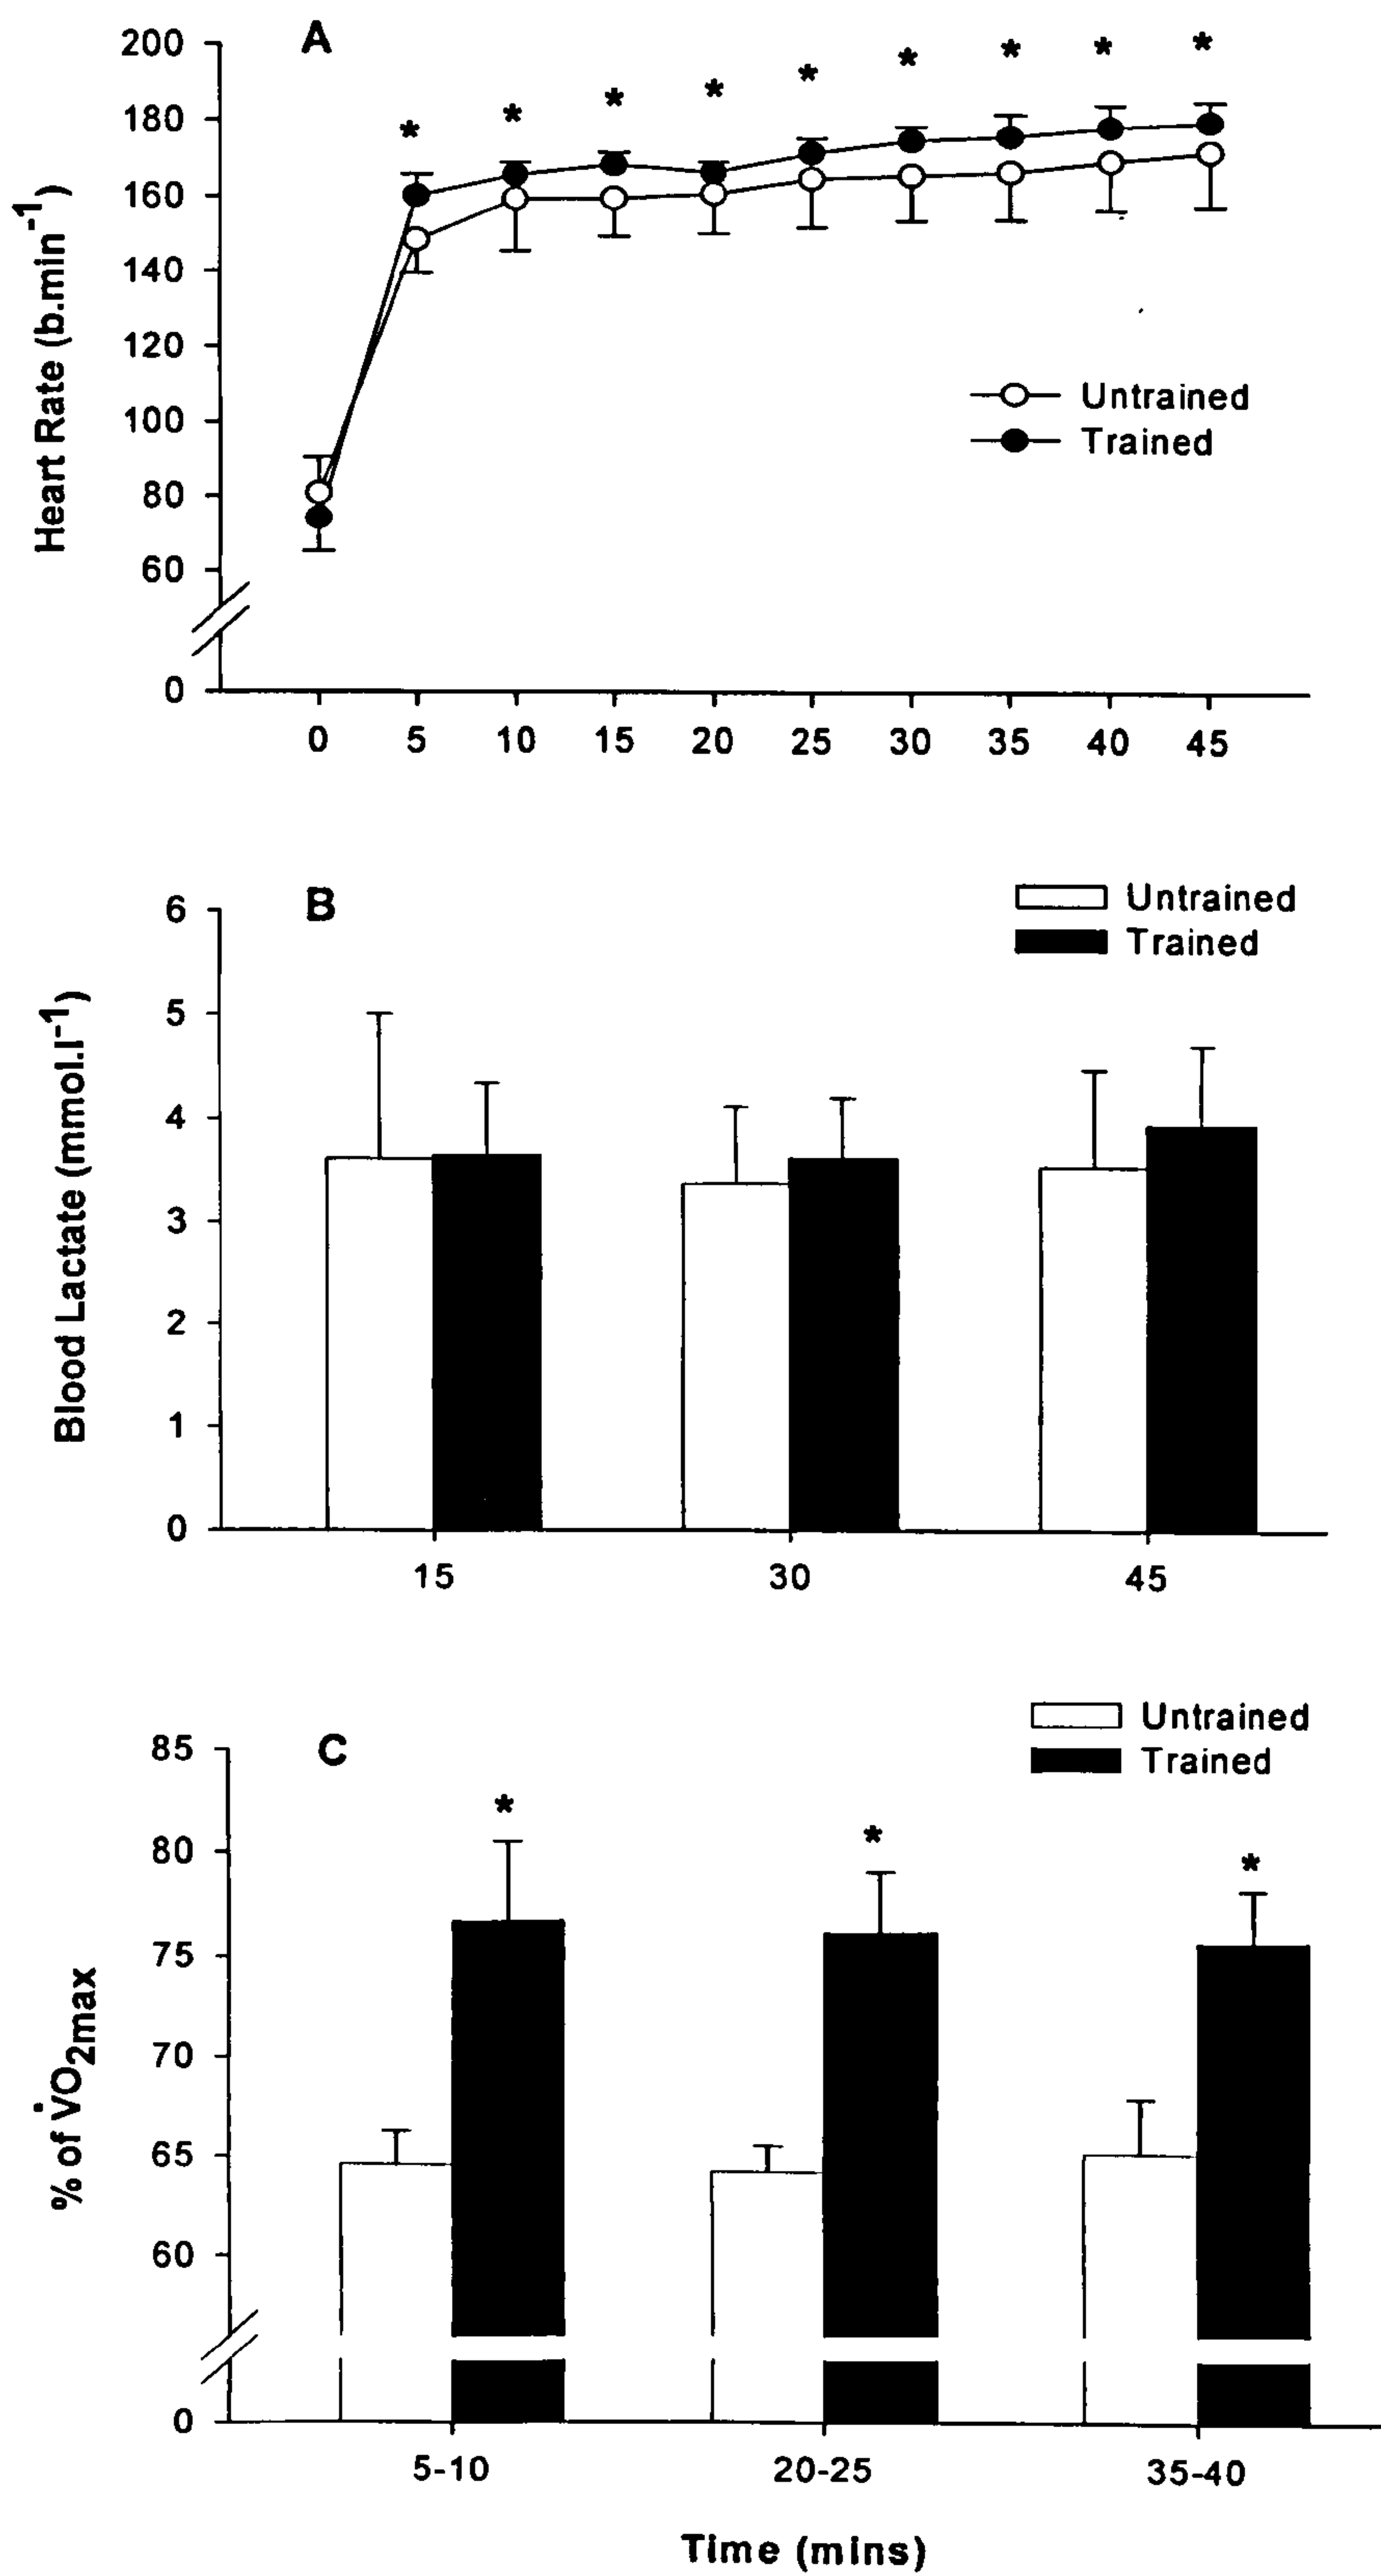 A
* * * * * * * * *
200
180
160
140
120
100
80
60
0
Heart Rate (b.min-1)
Untrained
Trained
0 5 10 15 20 25 30 35 40 45
B
Untrained
Trained
6
5
4
3
2
1
0
Blood Lactate (mmol.l-1)
15 30 45
C
Untrained
Trained
* * *
85
80
75
70
65
60
0
% of V̇O2max
5-10 20-25 35-40
Time (mins)